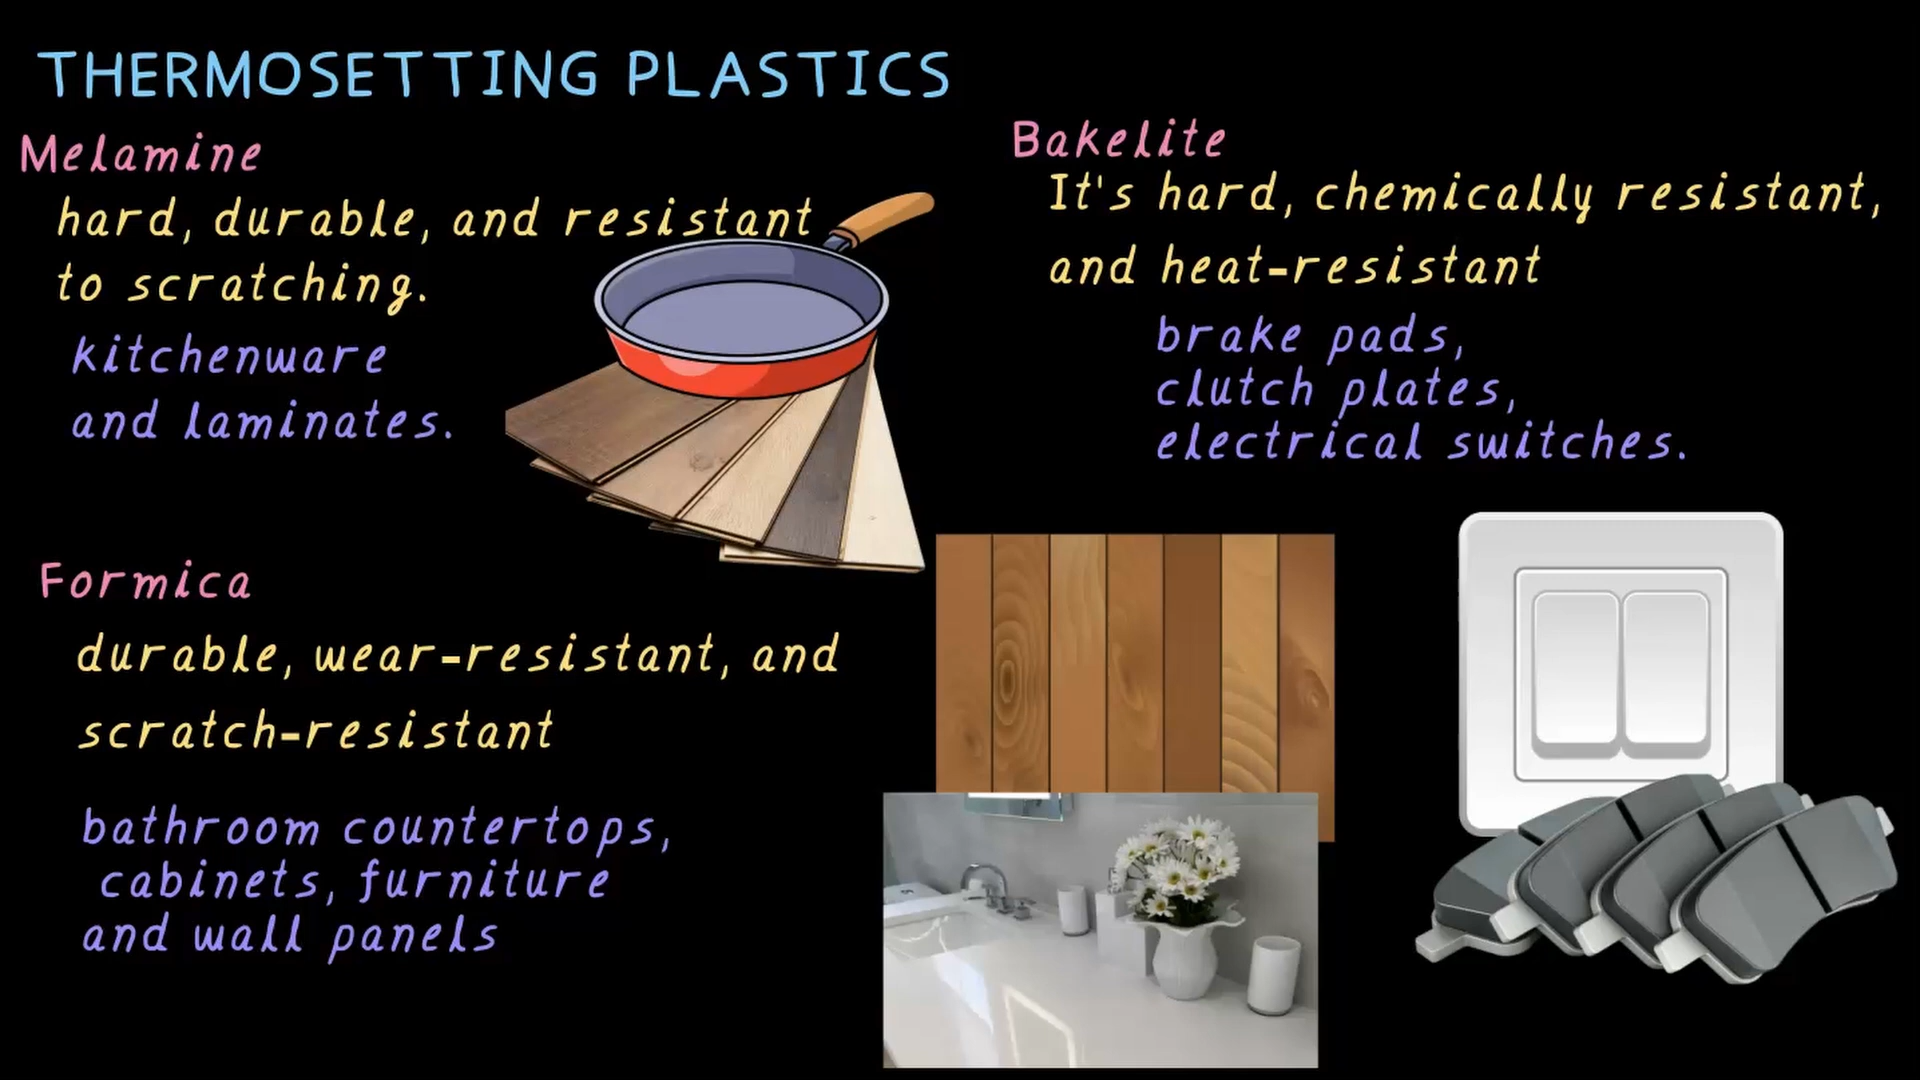 THERMOSETTING PLASTICS
Melamine
hard, durable, and resistant
to scratching.
kitchenware
and laminates.
Bakelite
It's hard, chemically resistant,
and heat-resistant
brake pads,
clutch plates,
electrical switches.
Formica
durable, wear-resistant, and
scratch-resistant
bathroom countertops,
cabinets, furniture
and wall panels